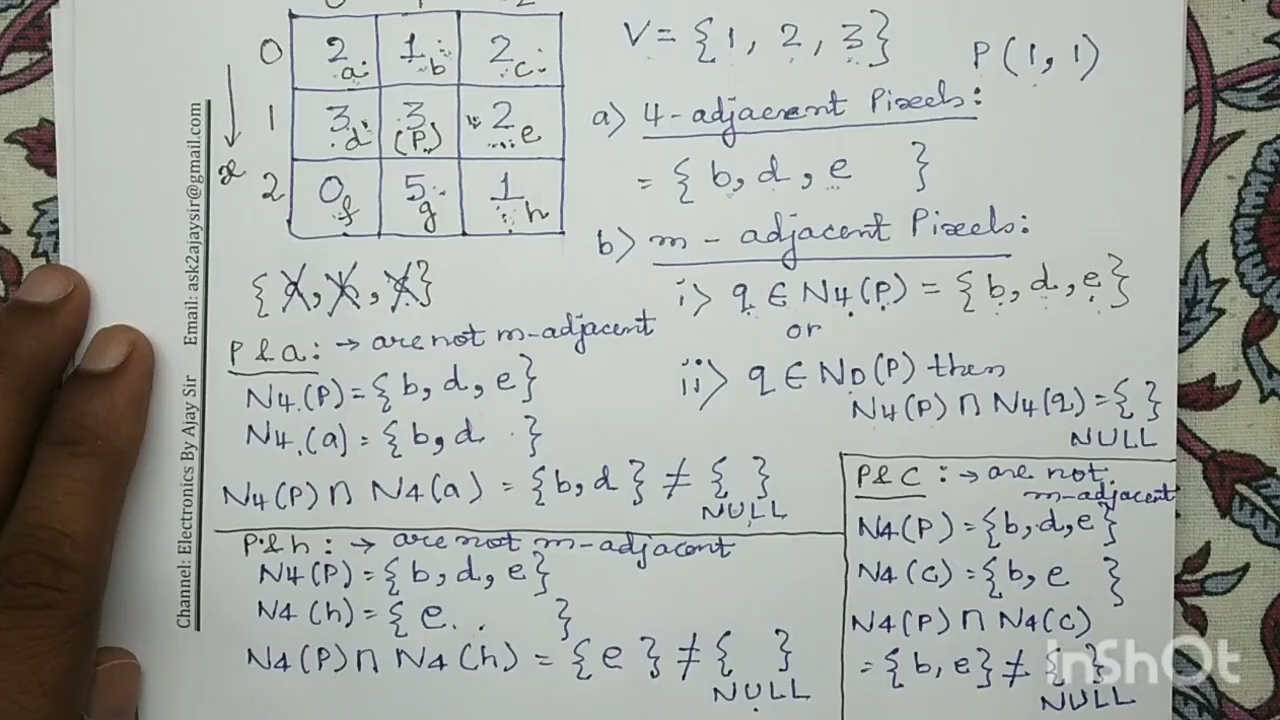 0 2 a 1 b 2 c
1 3 d 3 (P) 2 e
x
2 0 f 5 g 1 h
V = {1, 2, 3}
P(1, 1)
a) 4-adjacent Pixels:
= { b, d, e }
b) m - adjacent Pixels:
i) q ∈ N4(P) = {b, d, e}
or
ii) q ∈ ND(P) then
N4(P) ∩ N4(q) = { }
NULL
P & a: → are not m-adjacent
N4(P) = {b, d, e}
N4(a) = {b, d }
N4(P) ∩ N4(a) = {b, d} ≠ { }
NULL
P & h: → are not m-adjacent
N4(P) = {b, d, e}
N4(h) = {e }
N4(P) ∩ N4(h) = {e} ≠ { }
NULL
P & C: → are not
m-adjacent
N4(P) = {b, d, e}
N4(c) = {b, e }
N4(P) ∩ N4(c)
= {b, e} ≠ { }
NULL
Channel: Electronics By Ajay Sir Email: ask2ajaysir@gmail.com
InShOt